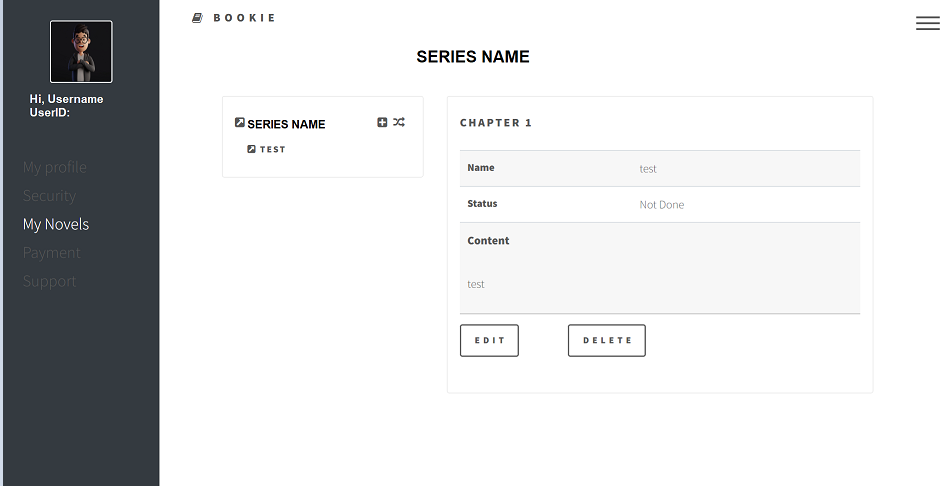 BOOKIE
SERIES NAME
Hi, Username
UserID:
My profile
Security
My Novels
Payment
Support
SERIES NAME
TEST
CHAPTER 1
Name test
Status Not Done
Content
test
EDIT DELETE